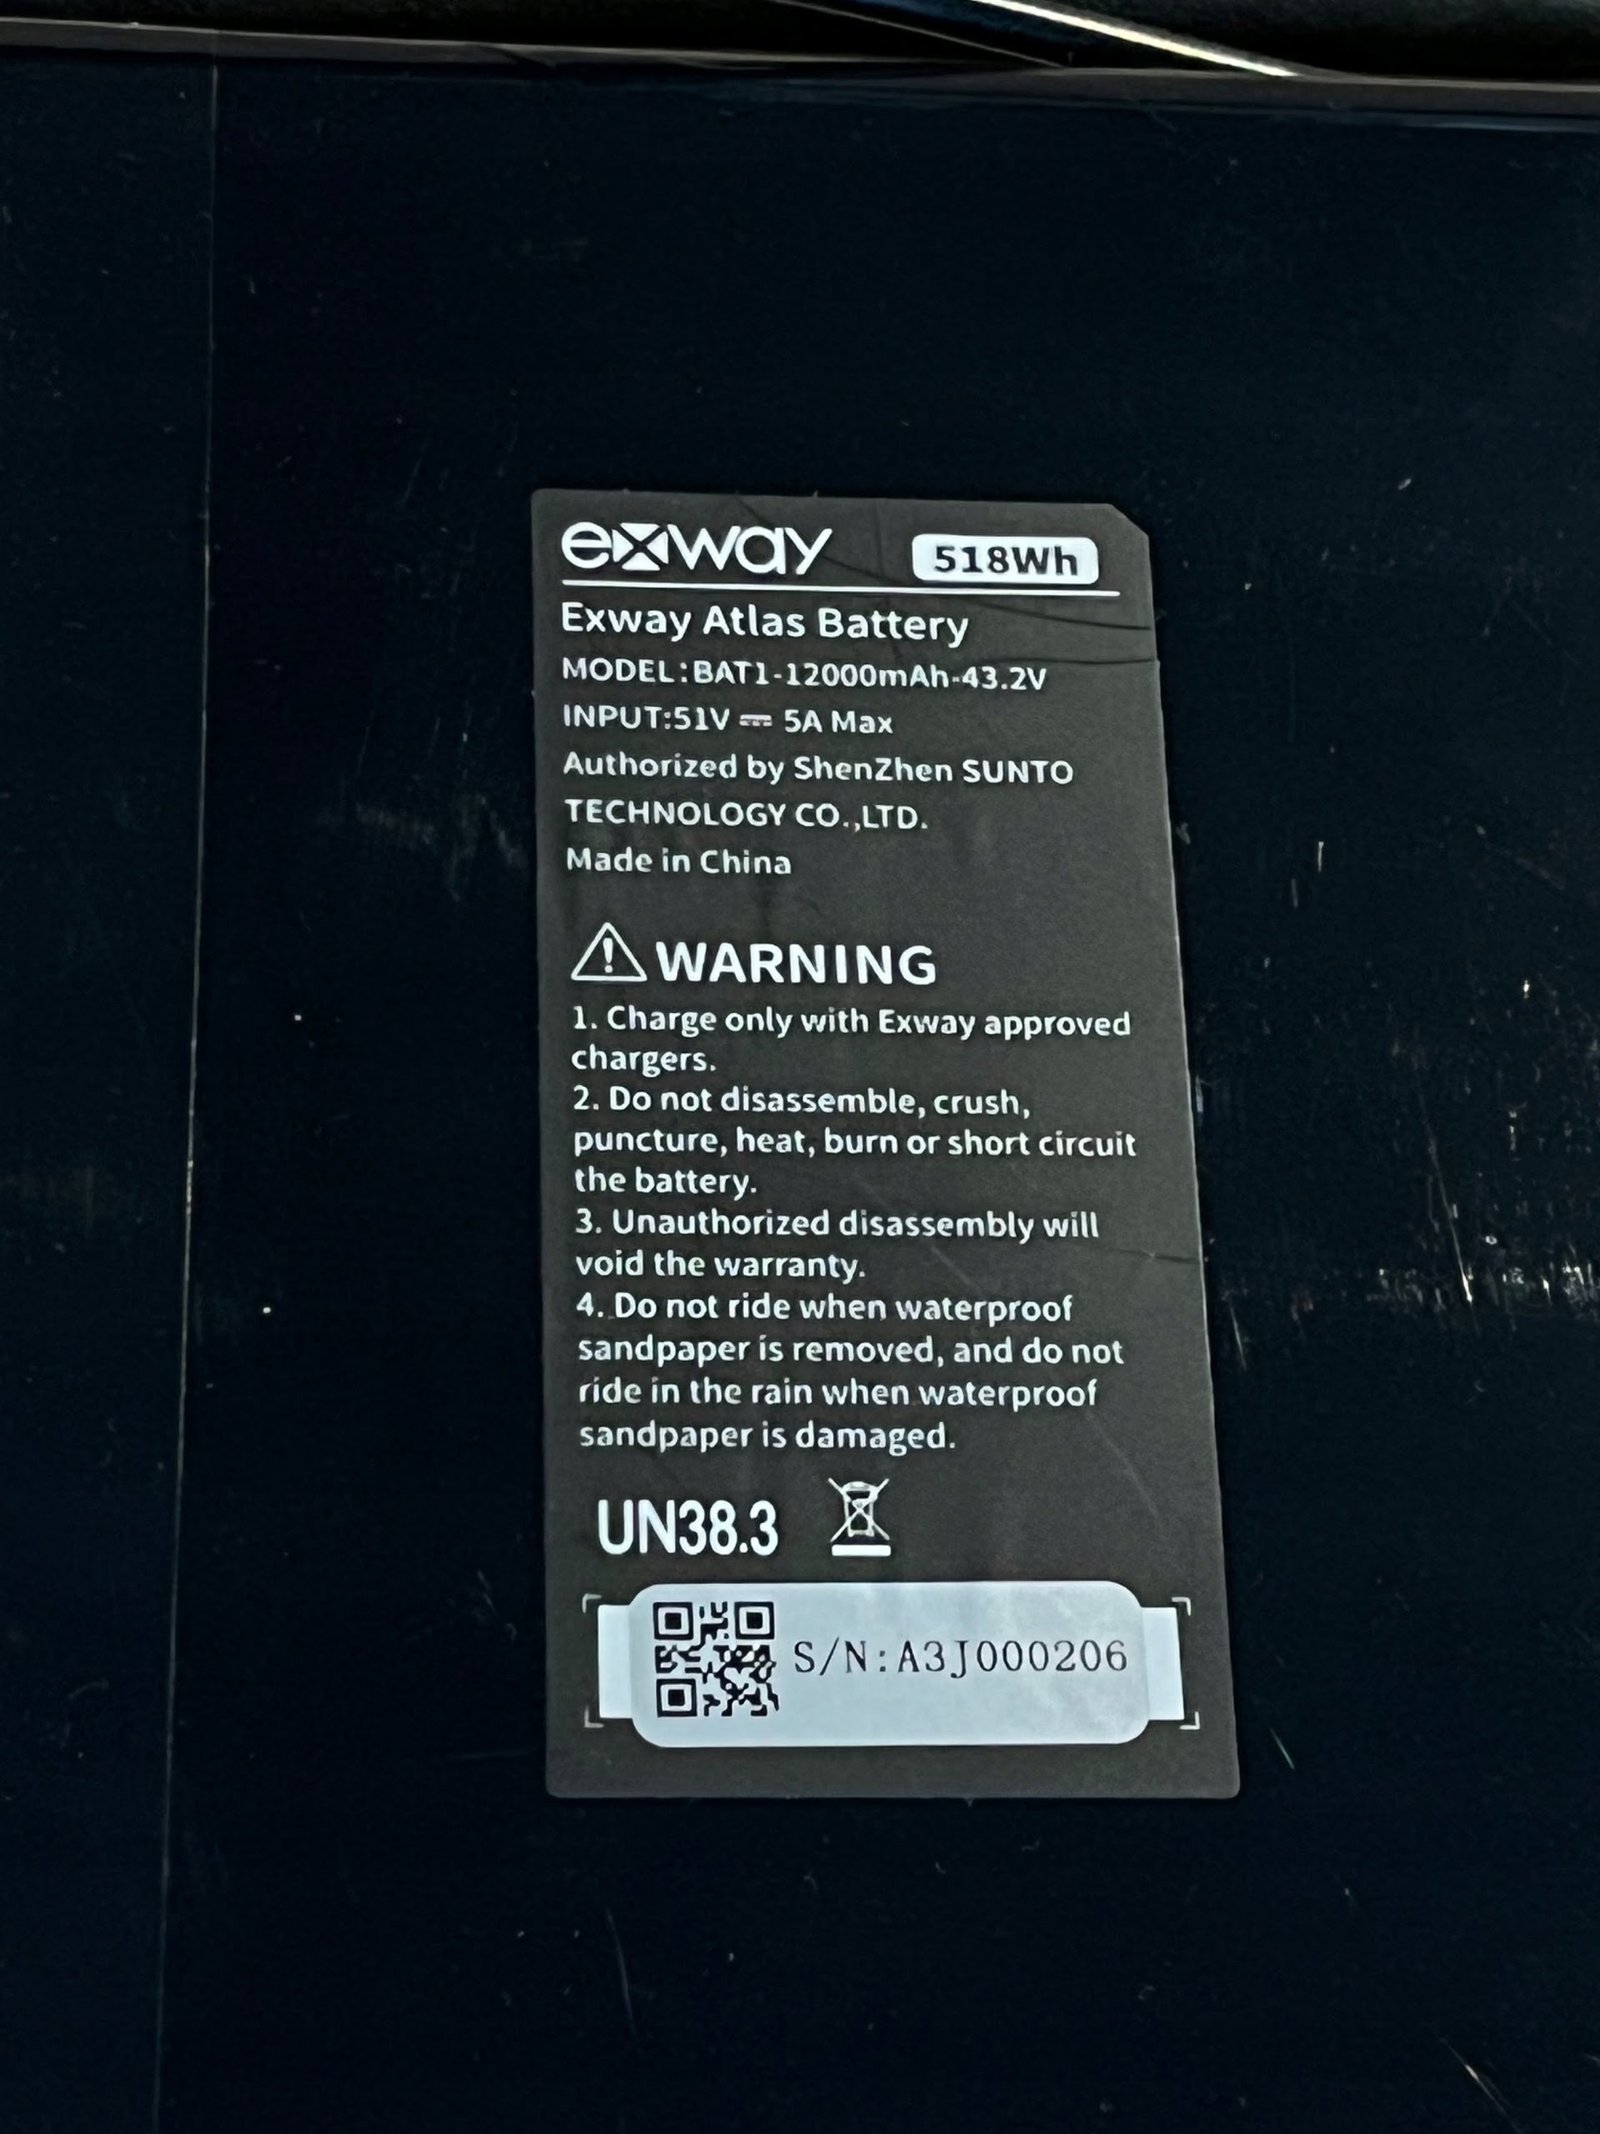 exway 518Wh
Exway Atlas Battery
MODEL:BAT1-12000mAh-43.2V
INPUT:51V ⎓ 5A Max
Authorized by ShenZhen SUNTO
TECHNOLOGY CO.,LTD.
Made in China
WARNING
1. Charge only with Exway approved
chargers.
2. Do not disassemble, crush,
puncture, heat, burn or short circuit
the battery.
3. Unauthorized disassembly will
void the warranty.
4. Do not ride when waterproof
sandpaper is removed, and do not
ride in the rain when waterproof
sandpaper is damaged.
UN38.3
S/N:A3J000206